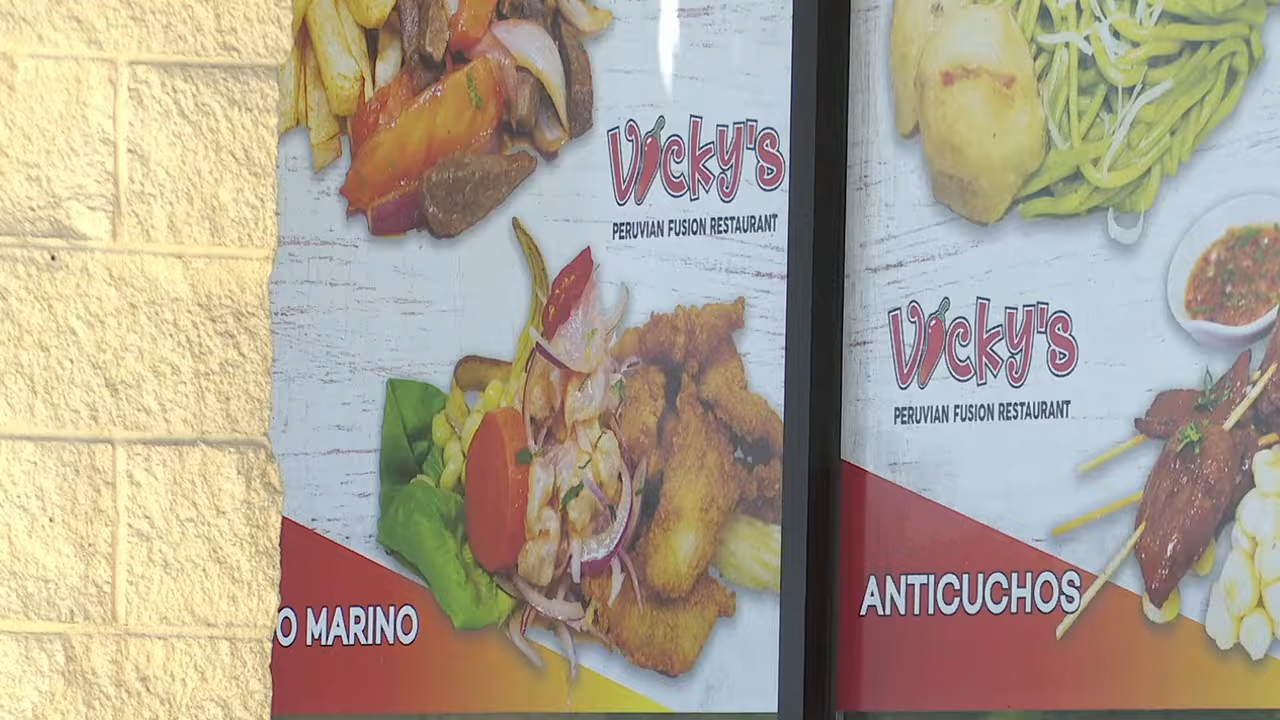 Vicky's
PERUVIAN FUSION RESTAURANT
O MARINO
Vicky's
PERUVIAN FUSION RESTAURANT
ANTICUCHOS